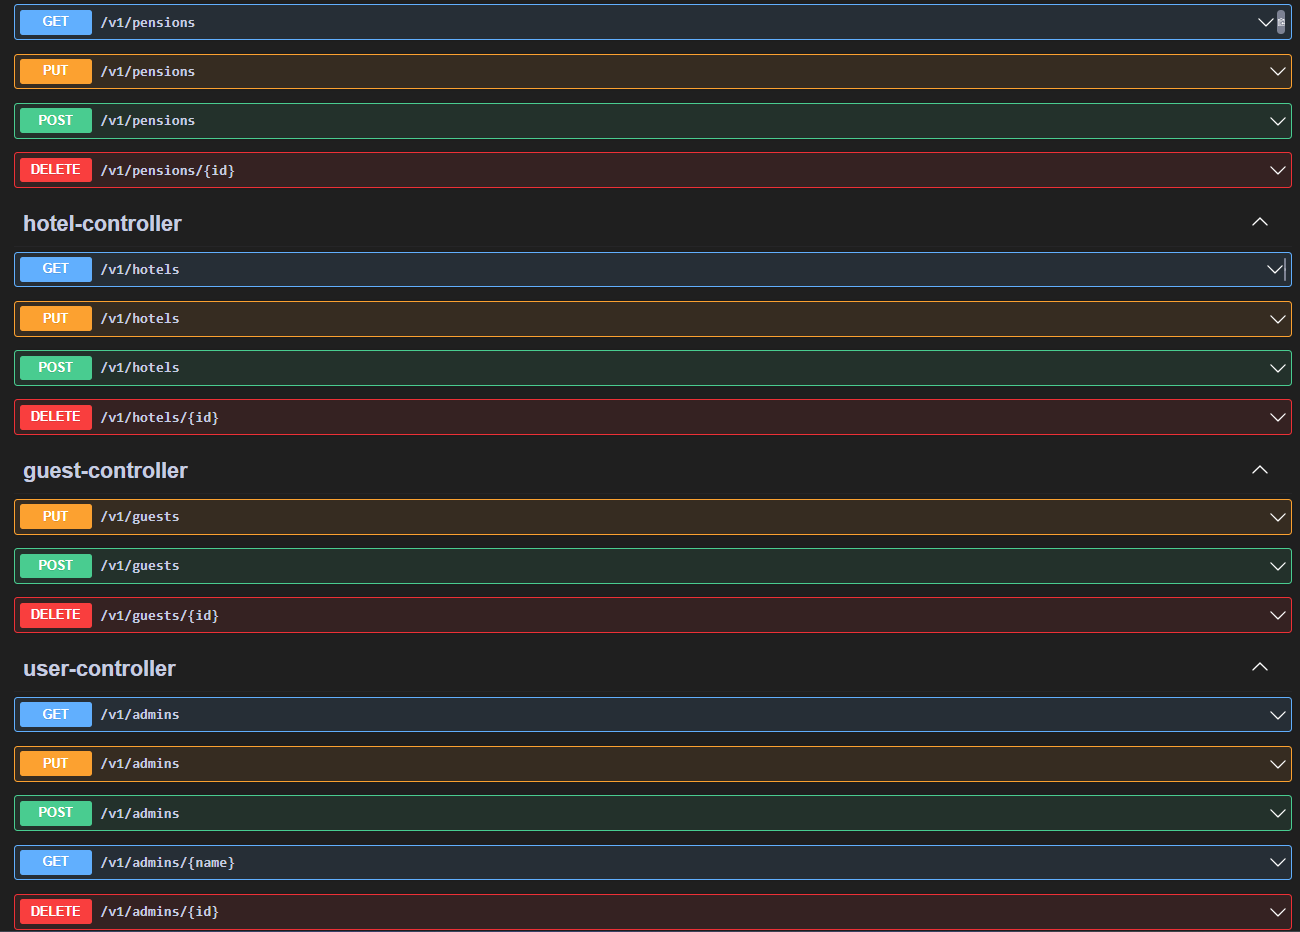 GET /v1/pensions
PUT /v1/pensions
POST /v1/pensions
DELETE /v1/pensions/{id}
hotel-controller
GET /v1/hotels
PUT /v1/hotels
POST /v1/hotels
DELETE /v1/hotels/{id}
guest-controller
PUT /v1/guests
POST /v1/guests
DELETE /v1/guests/{id}
user-controller
GET /v1/admins
PUT /v1/admins
POST /v1/admins
GET /v1/admins/{name}
DELETE /v1/admins/{id}